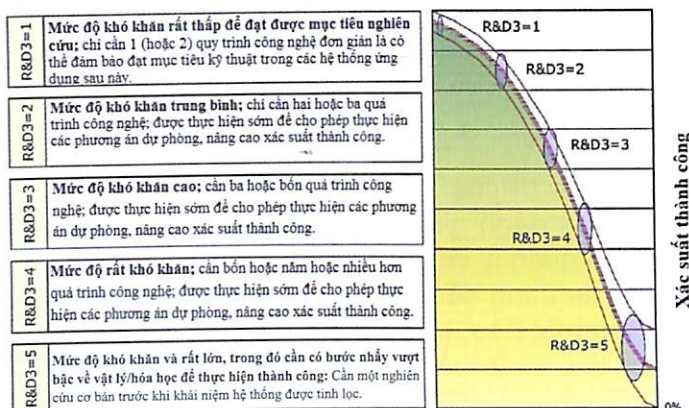 R&D3=1
Mức độ khó khăn rất thấp để đạt được mục tiêu nghiên
cứu; chỉ cần 1 (hoặc 2) quy trình công nghệ đơn giản là có
thể đảm bảo đạt mục tiêu kỹ thuật trong các hệ thống ứng
dụng sau này.
R&D3=2
Mức độ khó khăn trung bình; chỉ cần hai hoặc ba quá
trình công nghệ; được thực hiện sớm để cho phép thực hiện
các phương án dự phòng, nâng cao xác suất thành công.
R&D3=3
Mức độ khó khăn cao; cần ba hoặc bốn quá trình công
nghệ; được thực hiện sớm để cho phép thực hiện các phương
án dự phòng, nâng cao xác suất thành công.
R&D3=4
Mức độ rất khó khăn; cần bốn hoặc năm hoặc nhiều hơn
quá trình công nghệ; được thực hiện sớm để cho phép thực
hiện các phương án dự phòng, nâng cao xác suất thành công.
R&D3=5
Mức độ khó khăn và rất lớn, trong đó cần có bước nhảy vượt
bậc về vật lý/hóa học để thực hiện thành công: Cần một nghiên
cứu cơ bản trước khi khái niệm hệ thống được tinh lọc.
R&D3=1
R&D3=2
R&D3=3
R&D3=4
R&D3=5
Xác suất thành công
0%